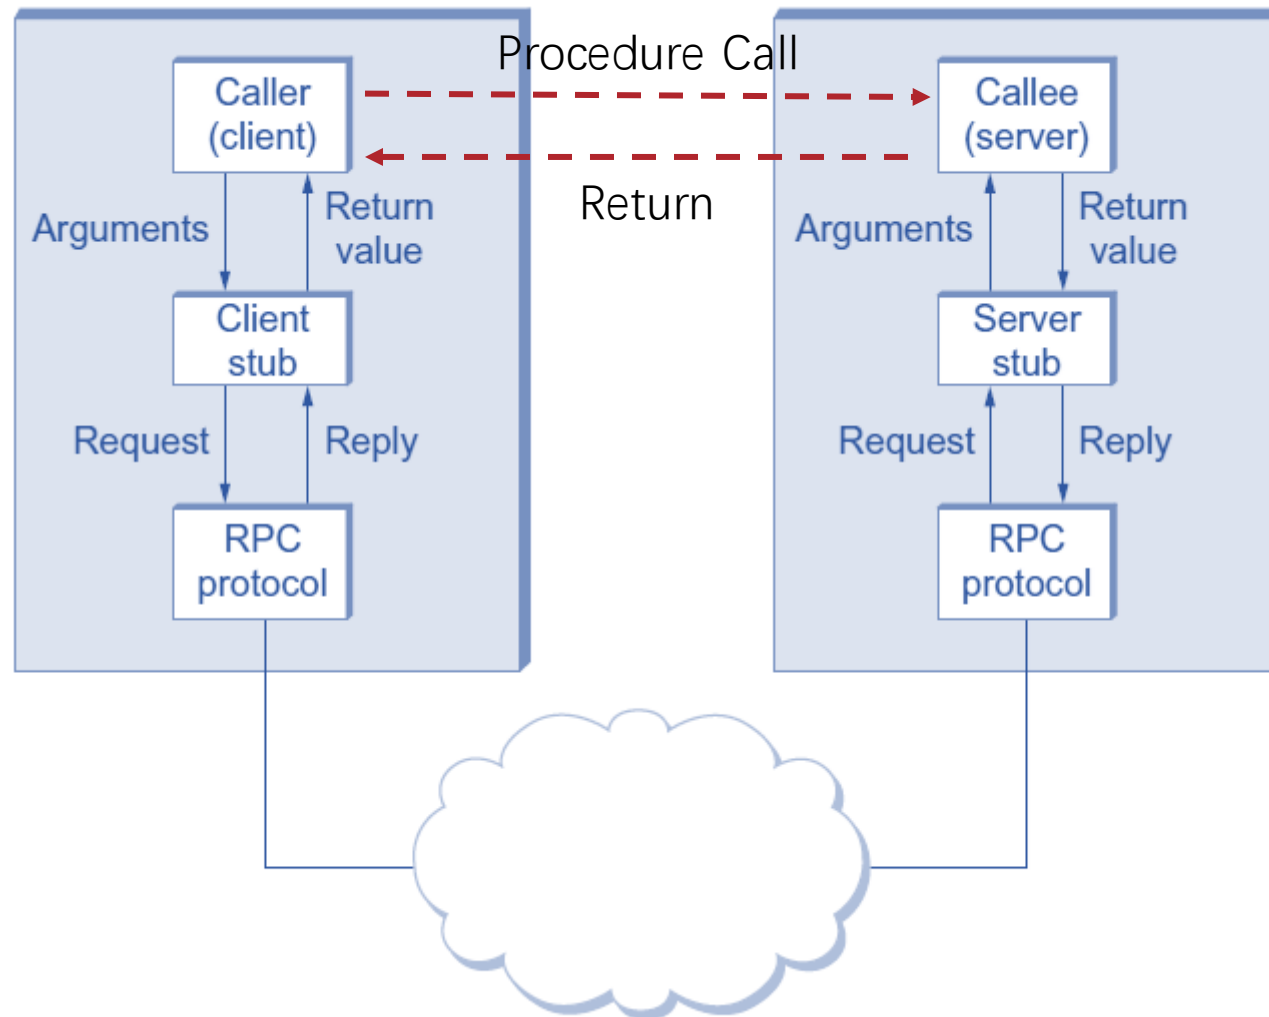 Procedure Call
Caller
(client)
Callee
(server)
Return
Arguments
Return
value
Arguments
Return
value
Client
stub
Server
stub
Request
Reply
Request
Reply
RPC
protocol
RPC
protocol